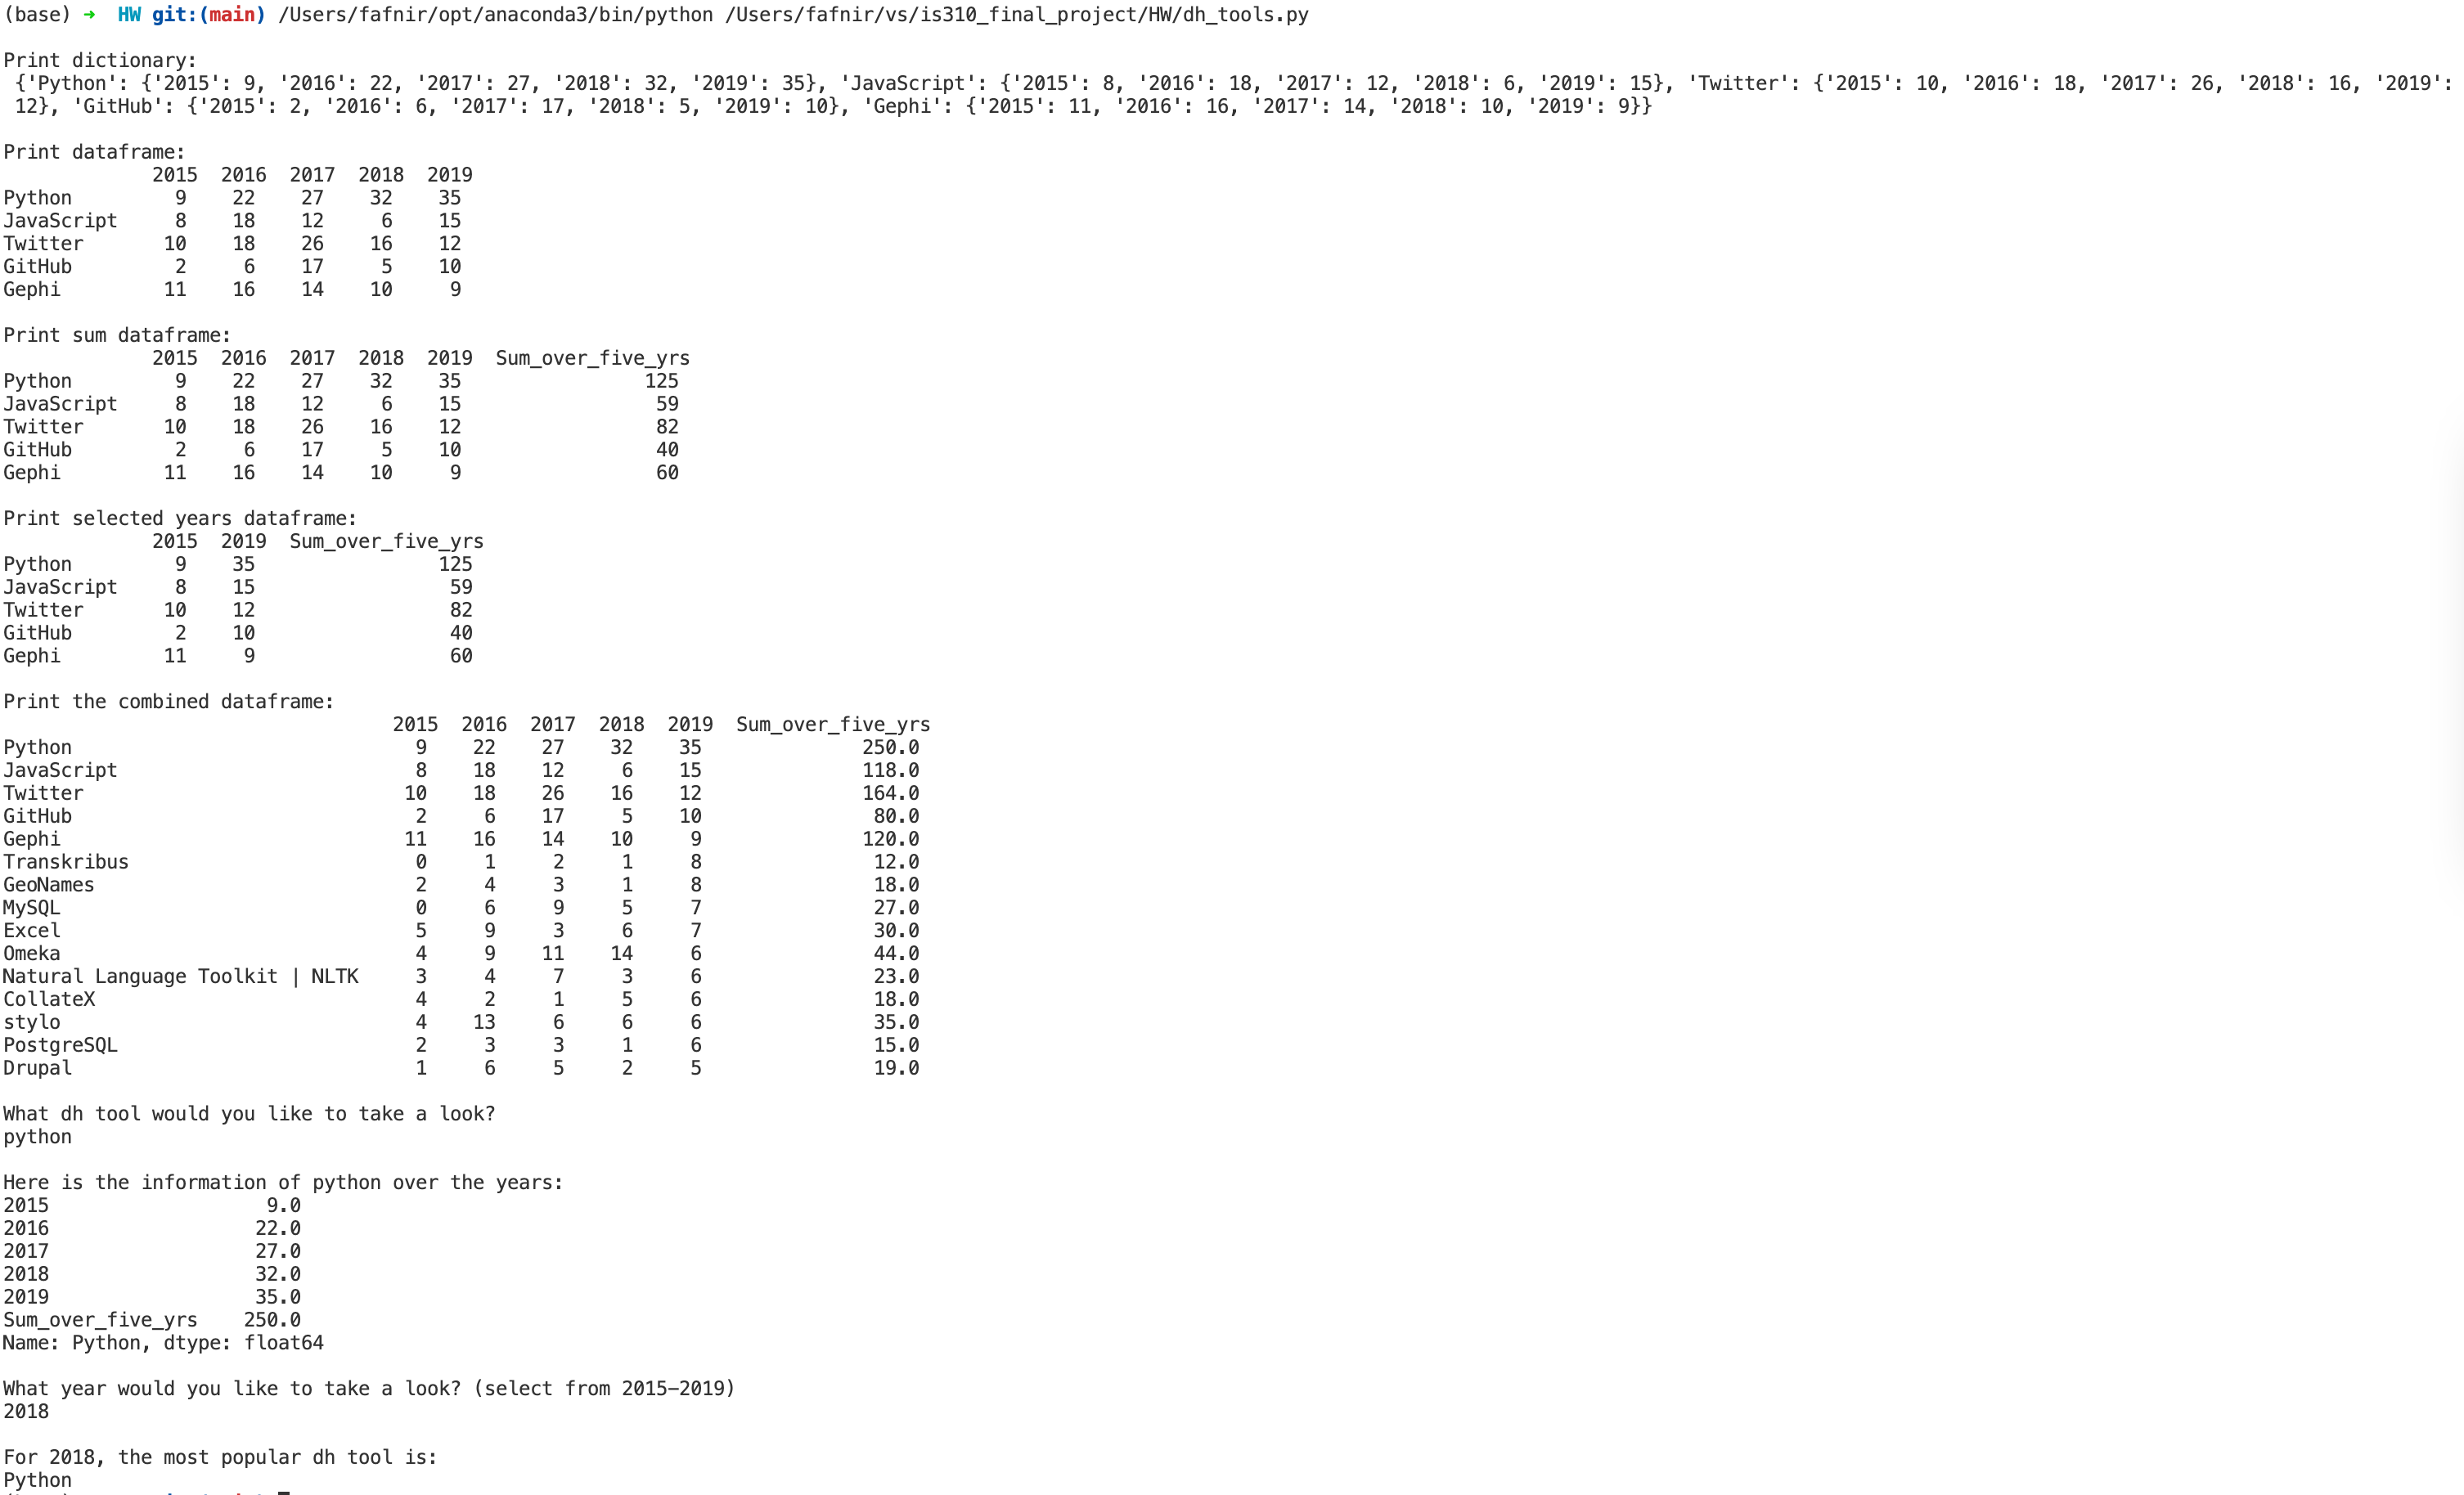 (base) ➜  HW git:(main) /Users/fafnir/opt/anaconda3/bin/python /Users/fafnir/vs/is310_final_project/HW/dh_tools.py

Print dictionary:
 {'Python': {'2015': 9, '2016': 22, '2017': 27, '2018': 32, '2019': 35}, 'JavaScript': {'2015': 8, '2016': 18, '2017': 12, '2018': 6, '2019': 15}, 'Twitter': {'2015': 10, '2016': 18, '2017': 26, '2018': 16, '2019':
 12}, 'GitHub': {'2015': 2, '2016': 6, '2017': 17, '2018': 5, '2019': 10}, 'Gephi': {'2015': 11, '2016': 16, '2017': 14, '2018': 10, '2019': 9}}

Print dataframe:
             2015  2016  2017  2018  2019
Python          9    22    27    32    35
JavaScript      8    18    12     6    15
Twitter       10    18    26    16    12
GitHub          2     6    17     5    10
Gephi         11    16    14    10     9

Print sum dataframe:
             2015  2016  2017  2018  2019  Sum_over_five_yrs
Python          9    22    27    32    35                125
JavaScript      8    18    12     6    15                 59
Twitter       10    18    26    16    12                 82
GitHub          2     6    17     5    10                 40
Gephi         11    16    14    10     9                 60

Print selected years dataframe:
             2015  2019  Sum_over_five_yrs
Python          9    35                125
JavaScript      8    15                 59
Twitter       10    12                 82
GitHub          2    10                 40
Gephi         11     9                 60

Print the combined dataframe:
                                  2015  2016  2017  2018  2019  Sum_over_five_yrs
Python                               9    22    27    32    35              250.0
JavaScript                           8    18    12     6    15              118.0
Twitter                             10    18    26    16    12              164.0
GitHub                               2     6    17     5    10               80.0
Gephi                               11    16    14    10     9              120.0
Transkribus                          0     1     2     1     8               12.0
GeoNames                             2     4     3     1     8               18.0
MySQL                                0     6     9     5     7               27.0
Excel                                5     9     3     6     7               30.0
Omeka                                4     9    11    14     6               44.0
Natural Language Toolkit | NLTK      3     4     7     3     6               23.0
CollateX                             4     2     1     5     6               18.0
stylo                                4    13     6     6     6               35.0
PostgreSQL                           2     3     3     1     6               15.0
Drupal                               1     6     5     2     5               19.0

What dh tool would you like to take a look?
python

Here is the information of python over the years:
2015                   9.0
2016                  22.0
2017                  27.0
2018                  32.0
2019                  35.0
Sum_over_five_yrs    250.0
Name: Python, dtype: float64

What year would you like to take a look? (select from 2015-2019)
2018

For 2018, the most popular dh tool is:
Python